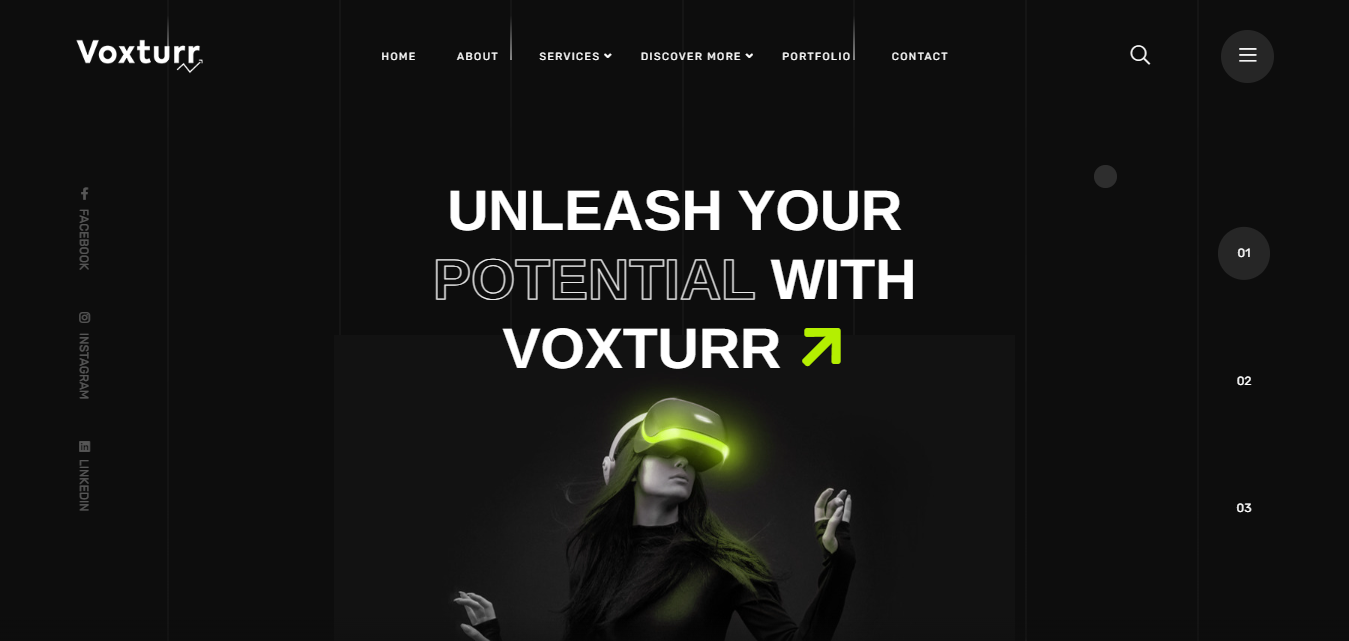 Voxturr
HOME
ABOUT
SERVICES
DISCOVER MORE
PORTFOLIO
CONTACT
FACEBOOK
INSTAGRAM
LINKEDIN
UNLEASH YOUR
POTENTIAL WITH
VOXTURR
01
02
03